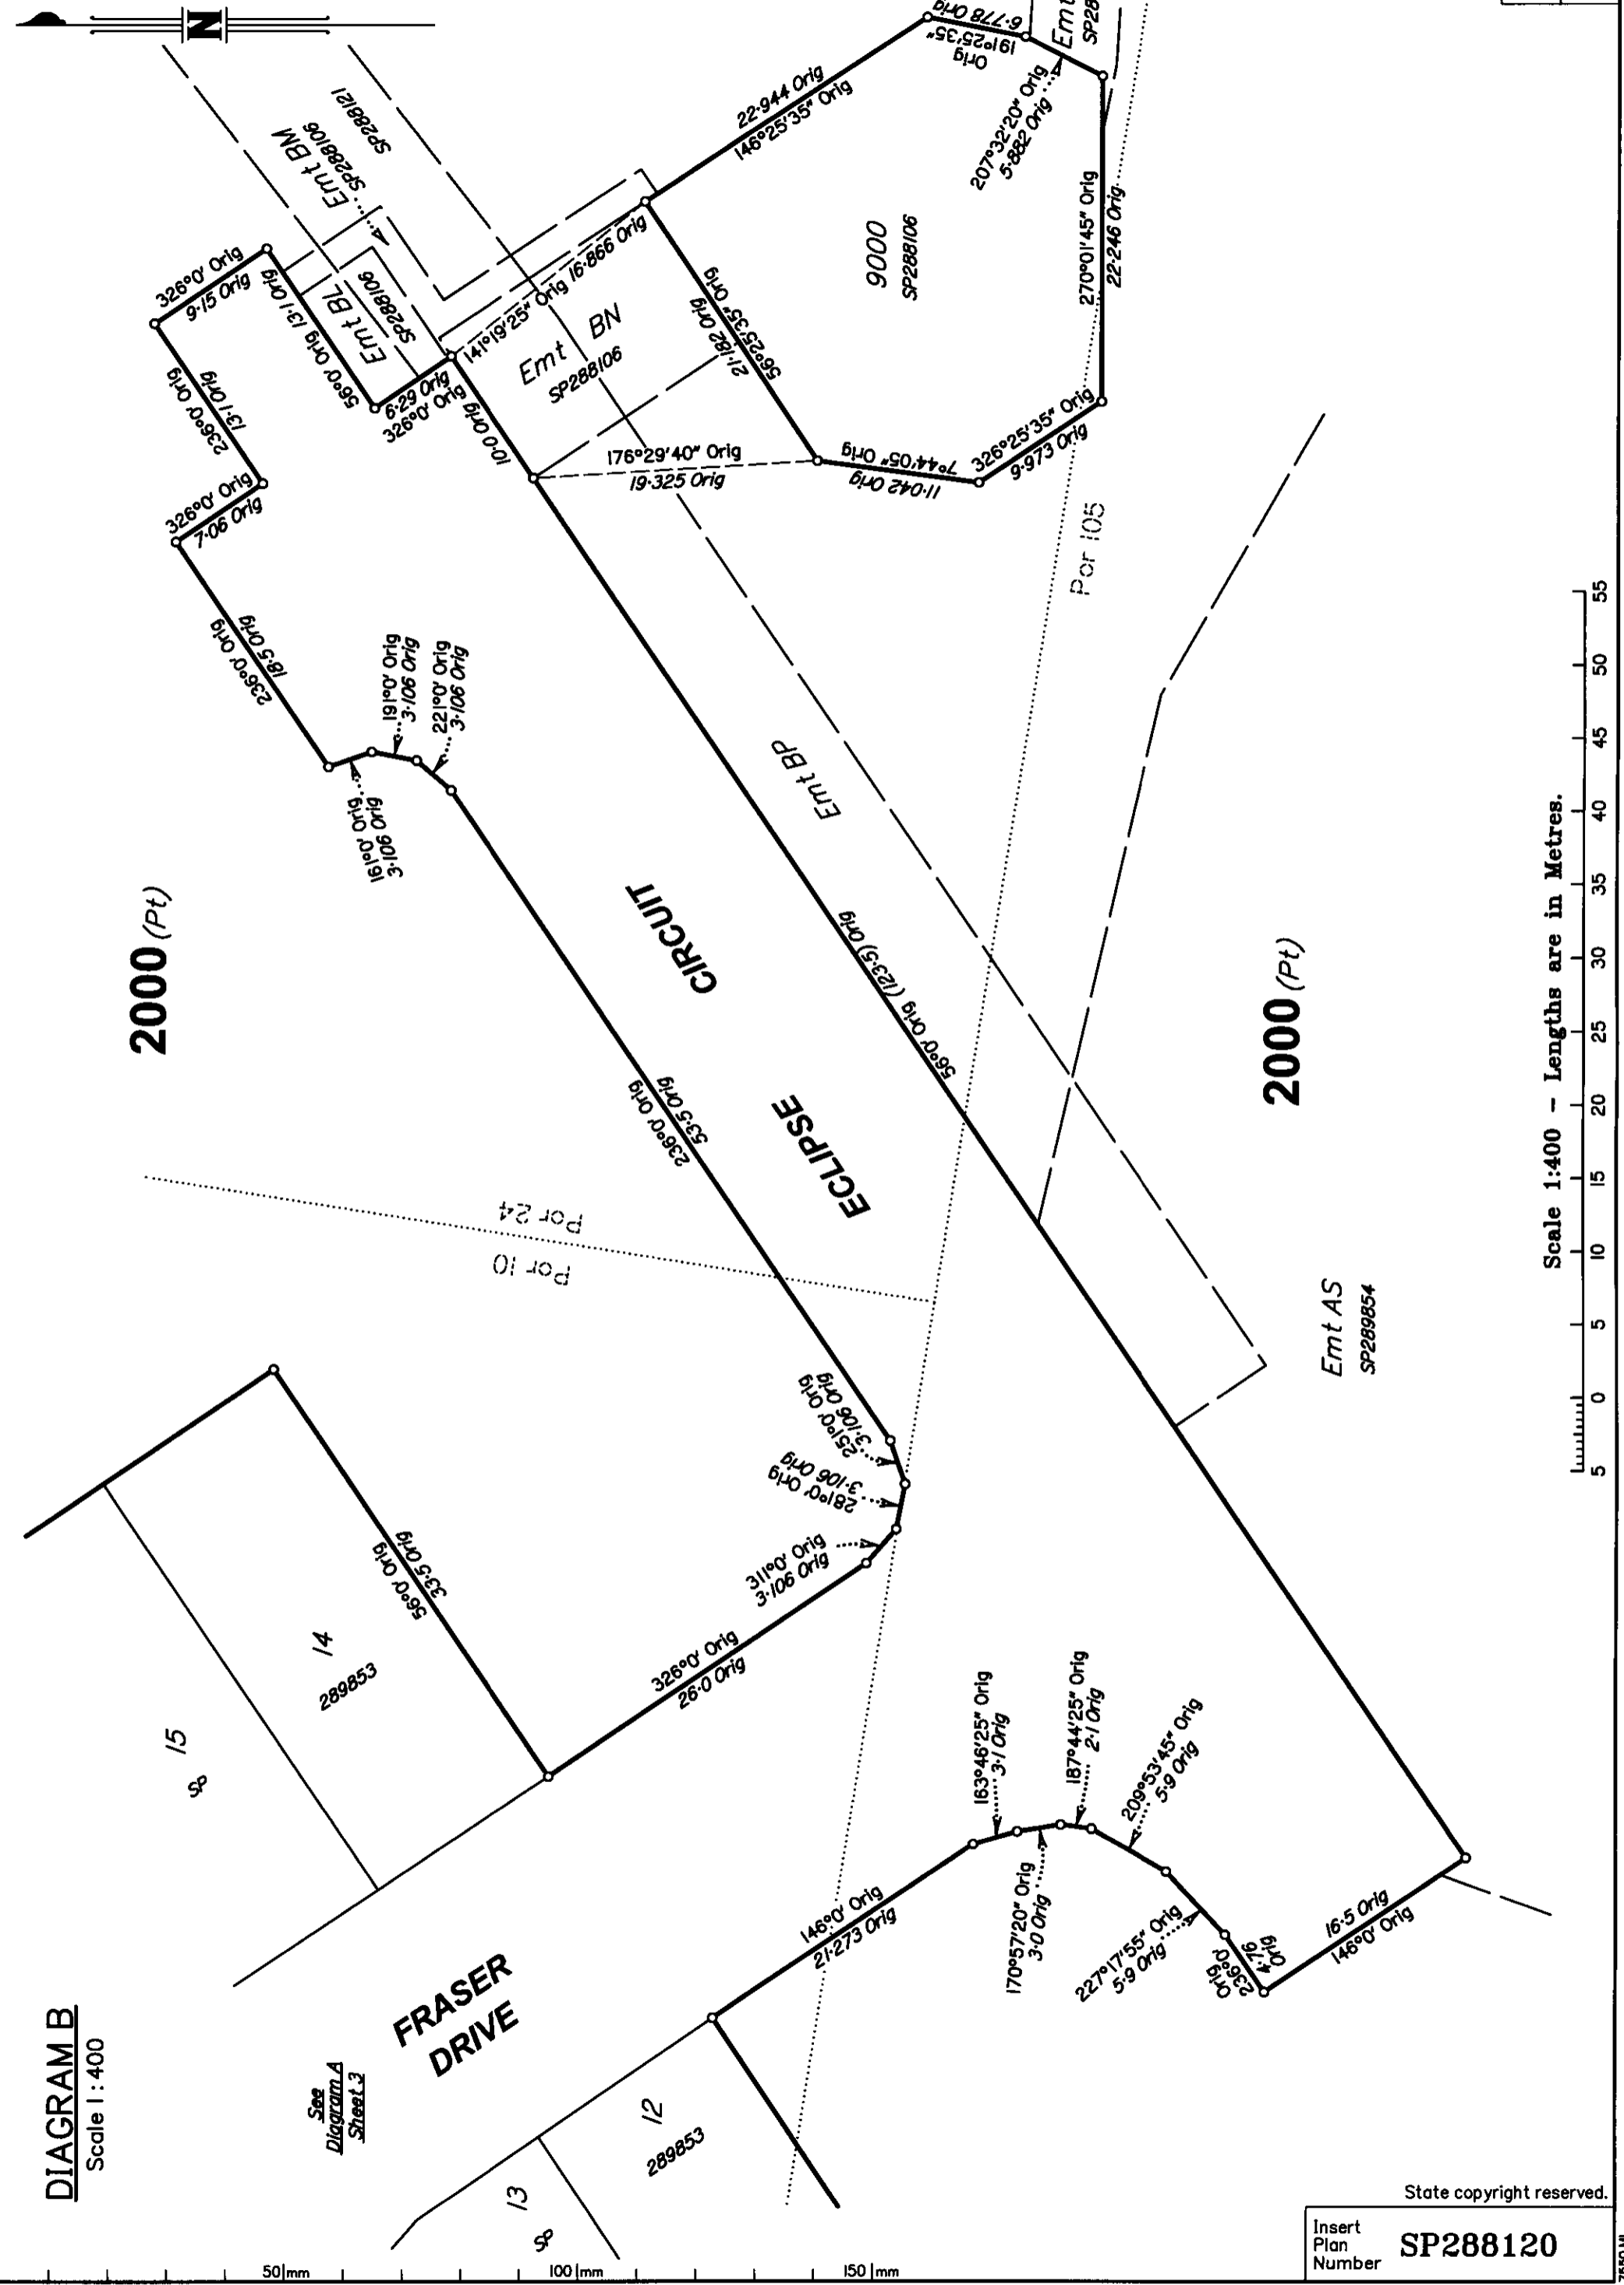 DIAGRAM B
Scale 1:400
See
Diagram A
Sheet 3
FRASER
DRIVE
15
SP
14
289853
13
SP
12
289853
56°0' Orig
33·5 Orig
326°0' Orig
26·0 Orig
311°0' Orig
3·106 Orig
281°0' Orig
3·106 Orig
251°0' Orig
3·106 Orig
236°0' Orig
53·5 Orig
221°0' Orig
3·106 Orig
191°0' Orig
3·106 Orig
161°0' Orig
3·106 Orig
236°0' Orig
18·5 Orig
326°0' Orig
7·06 Orig
236°0' Orig
13·1 Orig
326°0' Orig
9·15 Orig
56°0' Orig 13·1 Orig
6·29 Orig
326°0' Orig
10·0 Orig
Emt BL
SP288106
Emt BM
SP288106
SP288121
N
141°19'25" Orig 16·866 Orig
Emt BN
SP288106
176°29'40" Orig
19·325 Orig
21·182 Orig
56°25'35" Orig
22·944 Orig
146°25'35" Orig
6·778 Orig
191°25'35"
Orig
Emt
SP28
207°32'20" Orig
5·882 Orig
9000
SP288106
270°01'45" Orig
22·246 Orig
326°25'35" Orig
9·973 Orig
7°44'05" Orig
11·042 Orig
Por 105
Emt BP
2000 (Pt)
Por 24
Por 10
ECLIPSE
CIRCUIT
56°0' Orig (123·5) Orig
2000 (Pt)
Emt AS
SP289854
146°0' Orig
21·273 Orig
163°46'25" Orig
3·1 Orig
170°57'20" Orig
3·0 Orig
187°44'25" Orig
2·1 Orig
209°53'45" Orig
5·9 Orig
227°17'55" Orig
5·9 Orig
236°0'
Orig
4·76
Orig
16·5 Orig
146°0' Orig
Scale 1:400 - Lengths are in Metres.
5 0 5 10 15 20 25 30 35 40 45 50 55
50 mm 100 mm 150 mm
State copyright reserved.
Insert
Plan
Number
SP288120